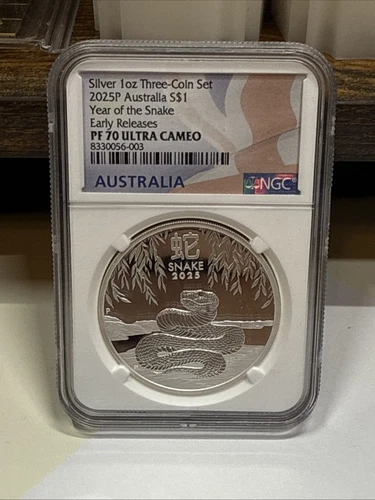 Silver 1oz Three-Coin Set
2025P Australia S$1
Year of the Snake
Early Releases
PF 70 ULTRA CAMEO
8330056-003
AUSTRALIA
NGC
蛇
SNAKE
2025
P